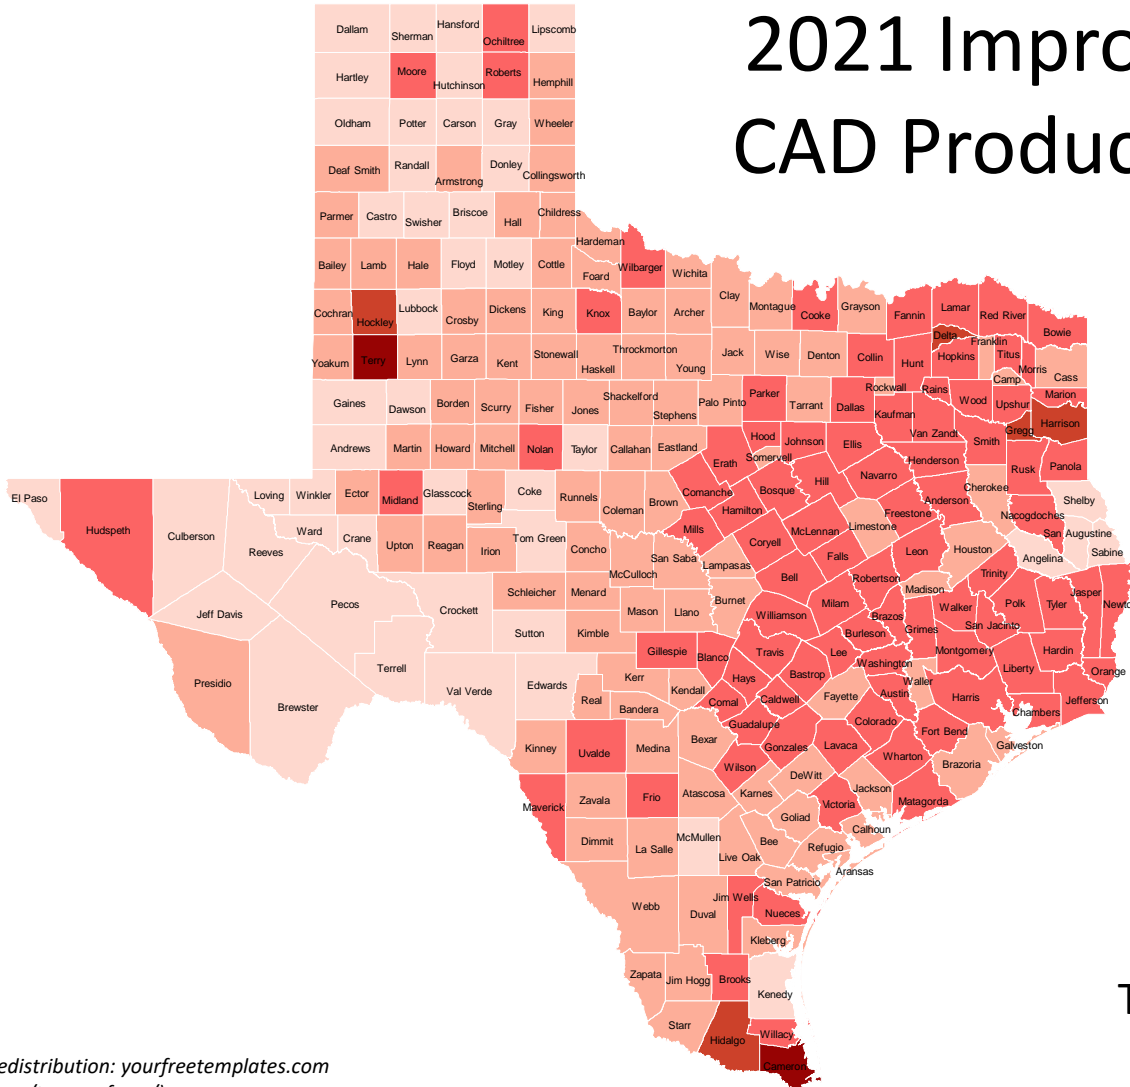 2021 Impro
CAD Produc
Dallam Sherman Hansford Ochiltree Lipscomb
Hartley Moore Hutchinson Roberts Hemphill
Oldham Potter Carson Gray Wheeler
Deaf Smith Randall Armstrong Donley Collingsworth
Parmer Castro Swisher Briscoe Hall Childress
Hardeman
Bailey Lamb Hale Floyd Motley Cottle Foard Wilbarger Wichita
Cochran Hockley Lubbock Crosby Dickens King Knox Baylor Archer Clay Montague Cooke Grayson Fannin Lamar Red River Bowie
Delta Franklin
Yoakum Terry Lynn Garza Kent Stonewall Haskell Throckmorton Young Jack Wise Denton Collin Hunt Hopkins Titus Morris Cass
Camp
Gaines Dawson Borden Scurry Fisher Jones Shackelford Stephens Palo Pinto Parker Tarrant Dallas Rockwall Kaufman Rains Wood Upshur Marion
Van Zandt Gregg Harrison
Andrews Martin Howard Mitchell Nolan Taylor Callahan Eastland Erath Hood Somervell Johnson Ellis Henderson Smith Rusk Panola
El Paso Hudspeth Culberson Loving Winkler Ector Midland Glasscock Sterling Coke Runnels Coleman Brown Comanche Bosque Hill Navarro Anderson Cherokee Nacogdoches Shelby
Hamilton Freestone
Reeves Ward Crane Upton Reagan Irion Tom Green Concho McCulloch San Saba Mills Lampasas Coryell McLennan Limestone Falls Leon Houston Angelina San Augustine Sabine
Jeff Davis Pecos Crockett Schleicher Menard Mason Llano Burnet Bell Milam Robertson Madison Trinity Polk Tyler Jasper Newto
Williamson Brazos Grimes Walker San Jacinto
Sutton Kimble Burleson
Presidio Brewster Terrell Val Verde Edwards Gillespie Blanco Travis Lee Washington Montgomery Liberty Hardin Orange
Real Kerr Bandera Kendall Comal Hays Caldwell Bastrop Fayette Austin Waller Harris Chambers Jefferson
Kinney Uvalde Medina Bexar Guadalupe Gonzales Lavaca Colorado Fort Bend Galveston
Wilson Wharton Brazoria
Maverick Zavala Frio Atascosa Karnes DeWitt Victoria Jackson Matagorda
Goliad Calhoun
Dimmit La Salle McMullen Live Oak Bee Refugio
Aransas
San Patricio
Webb Duval Jim Wells Nueces
Kleberg
Zapata Jim Hogg Brooks Kenedy
T
Starr Hidalgo Willacy
Cameron
edistribution: yourfreetemplates.com